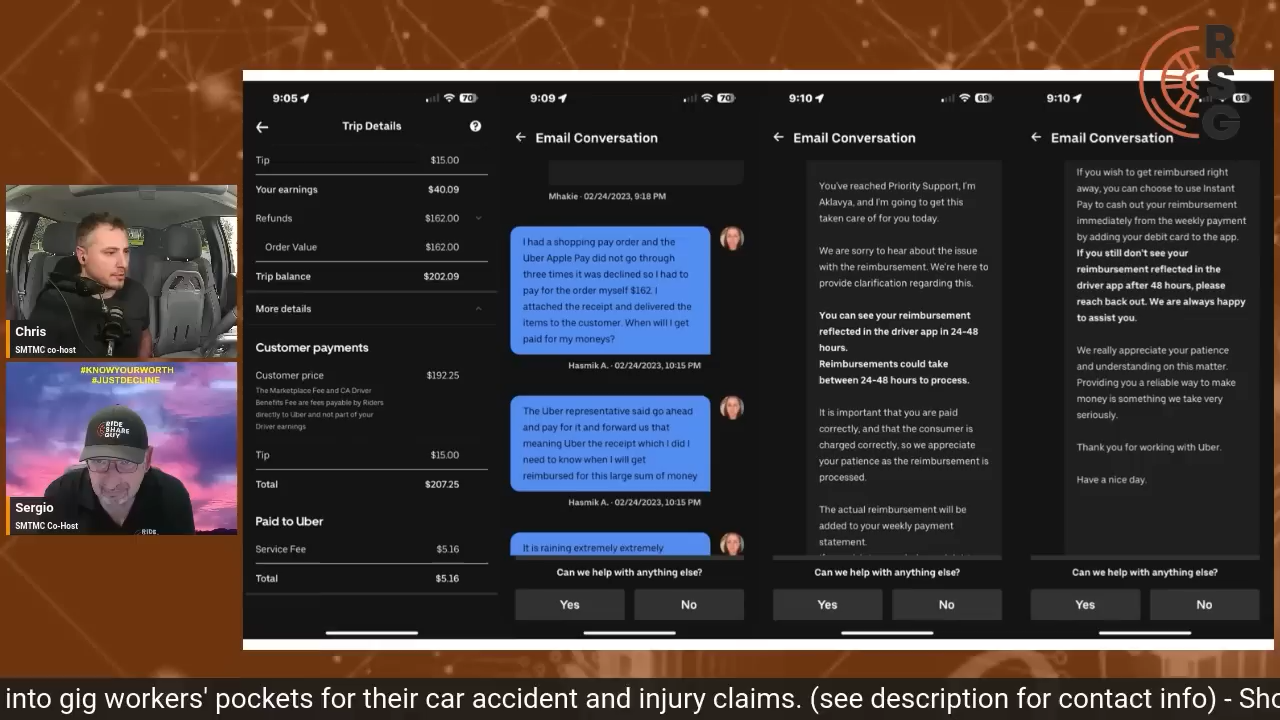 RSG
#KNOWYOURWORTH
#JUSTDECLINE
RIDE
SHARE
GUY
Chris
SMTMC co-host
Sergio
SMTMC Co-Host
RIDE
9:05
70
Trip Details
?
Tip $15.00
Your earnings $40.09
Refunds $162.00
Order Value $162.00
Trip balance $202.09
More details
Customer payments
Customer price $192.25
The Marketplace Fee and CA Driver
Benefits Fee are fees payable by Riders
directly to Uber and not part of your
Driver earnings
Tip $15.00
Total $207.25
Paid to Uber
Service Fee $5.16
Total $5.16
9:09
70
Email Conversation
Mhakie · 02/24/2023, 9:18 PM
I had a shopping pay order and the
Uber Apple Pay did not go through
three times it was declined so I had to
pay for the order myself $162. I
attached the receipt and delivered the
items to the customer. When will I get
paid for my moneys?
Hasmik A. · 02/24/2023, 10:15 PM
The Uber representative said go ahead
and pay for it and forward us that
meaning Uber the receipt which I did I
need to know when I will get
reimbursed for this large sum of money
Hasmik A. · 02/24/2023, 10:15 PM
It is raining extremely extremely
Can we help with anything else?
Yes No
9:10
69
Email Conversation
You've reached Priority Support, I'm
Aklavya, and I'm going to get this
taken care of for you today.
We are sorry to hear about the issue
with the reimbursement. We're here to
provide clarification regarding this.
You can see your reimbursement
reflected in the driver app in 24-48
hours.
Reimbursements could take
between 24-48 hours to process.
It is important that you are paid
correctly, and that the consumer is
charged correctly, so we appreciate
your patience as the reimbursement is
processed.
The actual reimbursement will be
added to your weekly payment
statement.
Can we help with anything else?
Yes No
9:10
69
Email Conversation
If you wish to get reimbursed right
away, you can choose to use Instant
Pay to cash out your reimbursement
immediately from the weekly payment
by adding your debit card to the app.
If you still don't see your
reimbursement reflected in the
driver app after 48 hours, please
reach back out. We are always happy
to assist you.
We really appreciate your patience
and understanding on this matter.
Providing you a reliable way to make
money is something we take very
seriously.
Thank you for working with Uber.
Have a nice day.
Can we help with anything else?
Yes No
into gig workers' pockets for their car accident and injury claims. (see description for contact info) - Sho